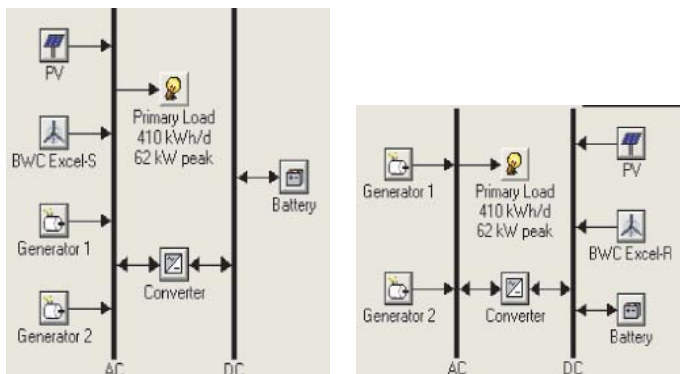 PV
BWC Excel-S
Generator 1
Generator 2
Primary Load
410 kWh/d
62 kW peak
Converter
Battery
AC
DC
Generator 1
Generator 2
Primary Load
410 kWh/d
62 kW peak
Converter
PV
BWC Excel-R
Battery
AC
DC